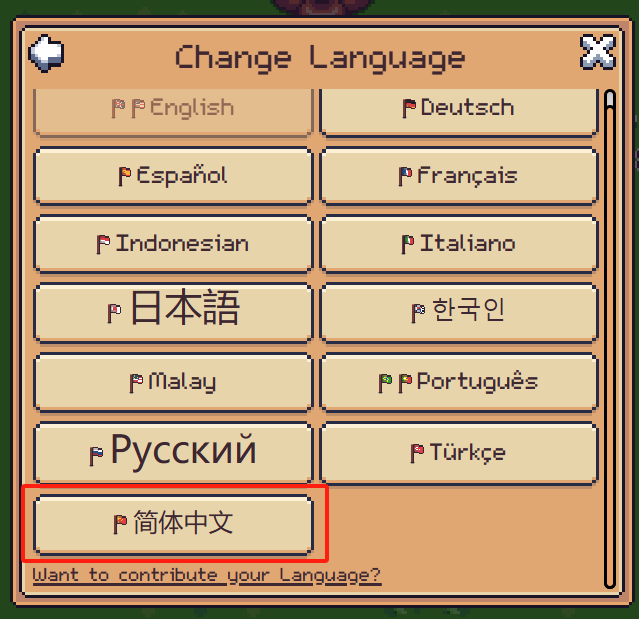 Change Language
English
Deutsch
Español
Français
Indonesian
Italiano
日本語
한국인
Malay
Português
Русский
Türkçe
简体中文
Want to contribute your Language?